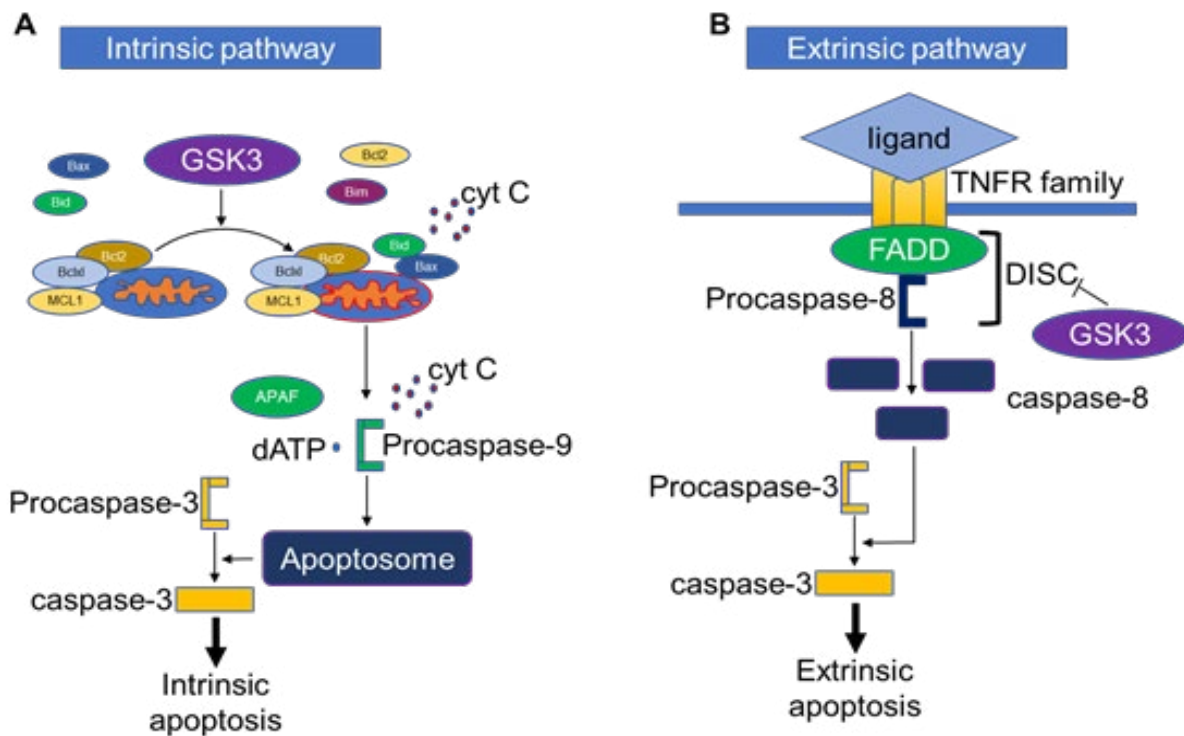 A
Intrinsic pathway
GSK3
Bax
Bid
Bcl2
Bim
cyt C
Bcl2
Bclxl
MCL1
Bcl2
Bclxl
MCL1
Bid
Bax
cyt C
APAF
dATP
Procaspase-9
Procaspase-3
Apoptosome
caspase-3
Intrinsic
apoptosis
B
Extrinsic pathway
ligand
TNFR family
FADD
DISC
Procaspase-8
GSK3
caspase-8
Procaspase-3
caspase-3
Extrinsic
apoptosis